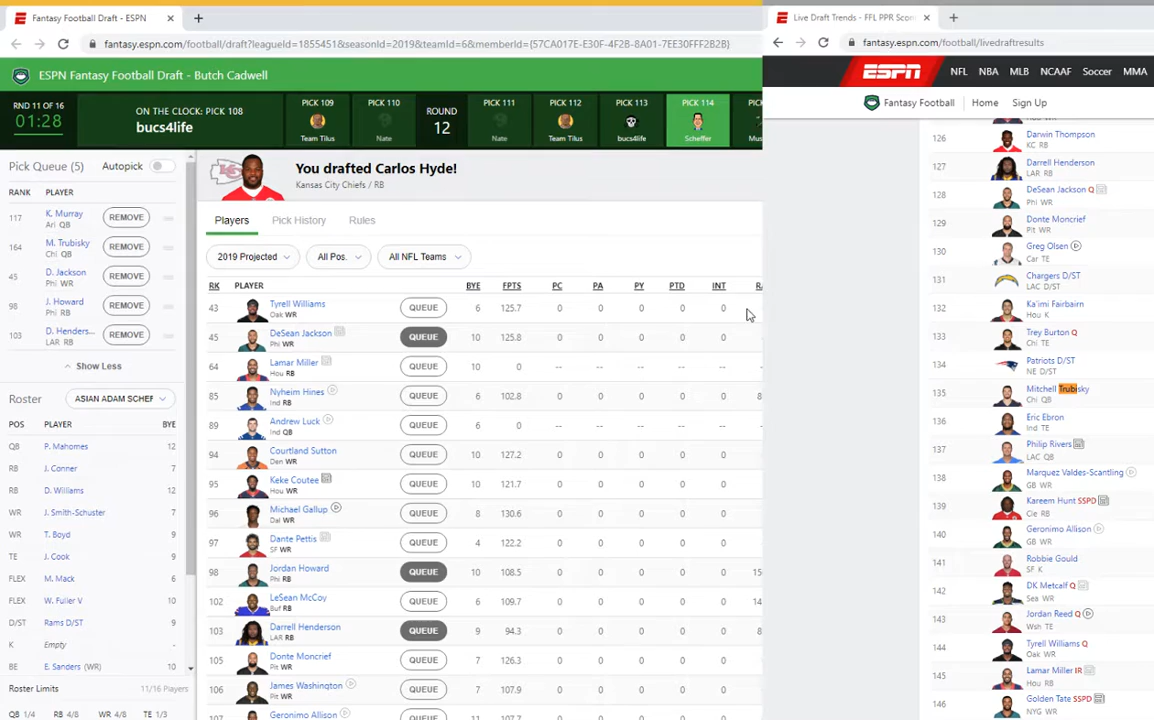 Fantasy Football Draft - ESPN
fantasy.espn.com/football/draft?leagueId=1855451&seasonId=2019&teamId=6&memberId={57CA017E-E30F-4F2B-8A01-7EE30FFF2B2B}
ESPN Fantasy Football Draft - Butch Cadwell
RND 11 OF 16
01:28
ON THE CLOCK: PICK 108
bucs4life
PICK 109
Team Tilus
PICK 110
Nate
ROUND
12
PICK 111
Nate
PICK 112
Team Tilus
PICK 113
bucs4life
PICK 114
Scheffer
PICK
Pick Queue (5)
Autopick
RANK PLAYER
117 K. Murray REMOVE
Ari QB
164 M. Trubisky REMOVE
Chi QB
45 D. Jackson REMOVE
Phi WR
98 J. Howard REMOVE
Phi RB
103 D. Henders... REMOVE
LAR RB
Show Less
Roster ASIAN ADAM SCHEF
POS PLAYER BYE
QB P. Mahomes 12
RB J. Conner 7
RB D. Williams 12
WR J. Smith-Schuster 7
WR T. Boyd 9
TE J. Cook 9
FLEX M. Mack 6
FLEX W. Fuller V 10
D/ST Rams D/ST 9
K Empty -
BE E. Sanders (WR) 10
Roster Limits 11/16 Players
QB 1/4 RB 4/8 WR 4/8 TE 1/3
You drafted Carlos Hyde!
Kansas City Chiefs / RB
Players Pick History Rules
2019 Projected All Pos. All NFL Teams
RK PLAYER BYE FPTS PC PA PY PTD INT RA
43 Tyrell Williams QUEUE 6 125.7 0 0 0 0 0
Oak WR
45 DeSean Jackson QUEUE 10 125.8 0 0 0 0 0
Phi WR
64 Lamar Miller QUEUE 10 0 -- -- -- -- --
Hou RB
85 Nyheim Hines QUEUE 6 102.8 0 0 0 0 0 8
Ind RB
89 Andrew Luck QUEUE 6 0 -- -- -- -- --
Ind QB
94 Courtland Sutton QUEUE 10 127.2 0 0 0 0 0
Den WR
95 Keke Coutee QUEUE 10 121.7 0 0 0 0 0
Hou WR
96 Michael Gallup QUEUE 8 130.6 0 0 0 0 0
Dal WR
97 Dante Pettis QUEUE 4 122.2 0 0 0 0 0
SF WR
98 Jordan Howard QUEUE 10 108.5 0 0 0 0 0 15
Phi RB
102 LeSean McCoy QUEUE 6 109.7 0 0 0 0 0 14
Buf RB
103 Darrell Henderson QUEUE 9 94.3 0 0 0 0 0 8
LAR RB
105 Donte Moncrief QUEUE 7 126.3 0 0 0 0 0
Pit WR
106 James Washington QUEUE 7 107.9 0 0 0 0 0
Pit WR
107 Geronimo Allison QUEUE 11
Live Draft Trends - FFL PPR Scori
fantasy.espn.com/football/livedraftresults
ESPN NFL NBA MLB NCAAF Soccer MMA
Fantasy Football Home Sign Up
126 Darwin Thompson
KC RB
127 Darrell Henderson
LAR RB
128 DeSean Jackson Q
Phi WR
129 Donte Moncrief
Pit WR
130 Greg Olsen
Car TE
131 Chargers D/ST
LAC D/ST
132 Ka'imi Fairbairn
Hou K
133 Trey Burton Q
Chi TE
134 Patriots D/ST
NE D/ST
135 Mitchell Trubisky
Chi QB
136 Eric Ebron
Ind TE
137 Philip Rivers
LAC QB
138 Marquez Valdes-Scantling
GB WR
139 Kareem Hunt SSPD
Cle RB
140 Geronimo Allison
GB WR
141 Robbie Gould
SF K
142 DK Metcalf Q
Sea WR
143 Jordan Reed Q
Wsh TE
144 Tyrell Williams Q
Oak WR
145 Lamar Miller IR
Hou RB
146 Golden Tate SSPD
NYG WR